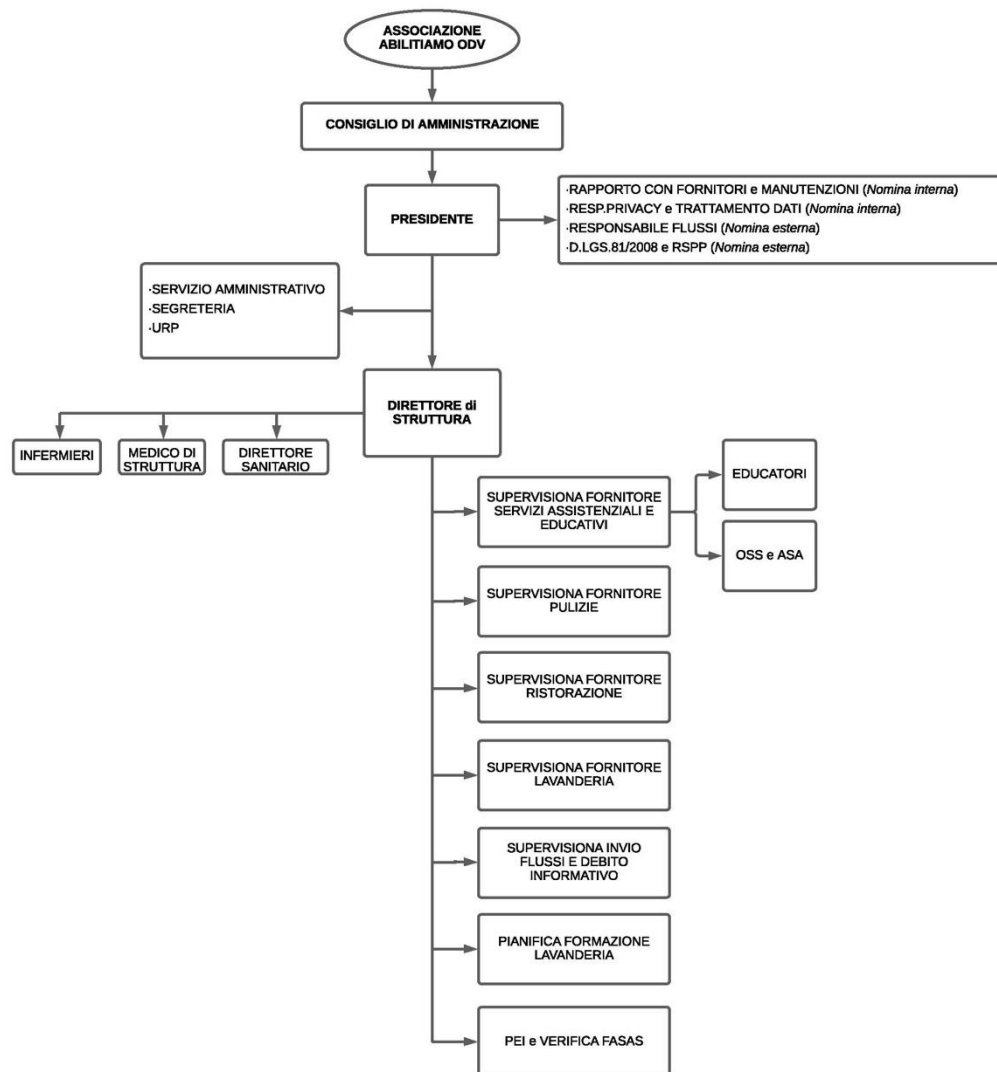 ASSOCIAZIONE
ABILITIAMO ODV
CONSIGLIO DI AMMINISTRAZIONE
PRESIDENTE
·RAPPORTO CON FORNITORI e MANUTENZIONI (Nomina interna)
·RESP.PRIVACY e TRATTAMENTO DATI (Nomina interna)
·RESPONSABILE FLUSSI (Nomina esterna)
·D.LGS.81/2008 e RSPP (Nomina esterna)
·SERVIZIO AMMINISTRATIVO
·SEGRETERIA
·URP
DIRETTORE di
STRUTTURA
INFERMIERI
MEDICO DI
STRUTTURA
DIRETTORE
SANITARIO
SUPERVISIONA FORNITORE
SERVIZI ASSISTENZIALI E
EDUCATIVI
EDUCATORI
OSS e ASA
SUPERVISIONA FORNITORE
PULIZIE
SUPERVISIONA FORNITORE
RISTORAZIONE
SUPERVISIONA FORNITORE
LAVANDERIA
SUPERVISIONA INVIO
FLUSSI E DEBITO
INFORMATIVO
PIANIFICA FORMAZIONE
LAVANDERIA
PEI e VERIFICA FASAS